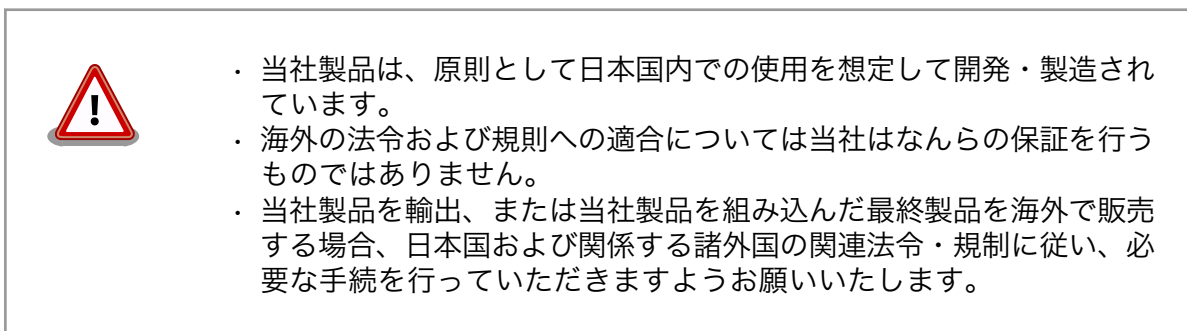 ・当社製品は、原則として日本国内での使用を想定して開発・製造され
ています。
・海外の法令および規則への適合については当社はなんらの保証を行う
ものではありません。
・当社製品を輸出、または当社製品を組み込んだ最終製品を海外で販売
する場合、日本国および関係する諸外国の関連法令・規制に従い、必
要な手続を行っていただきますようお願いいたします。